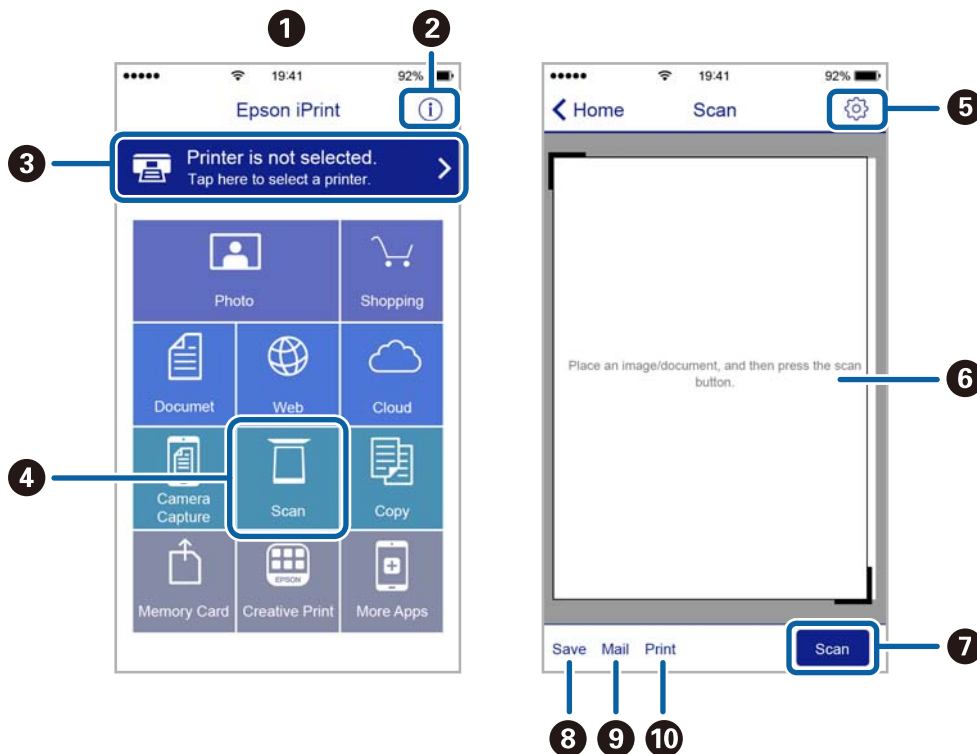 1
2
19:41
92%
Epson iPrint
i
3
Printer is not selected.
Tap here to select a printer.
Photo
Shopping
Documet
Web
Cloud
4
Camera
Capture
Scan
Copy
EPSON
Memory Card
Creative Print
More Apps
19:41
92%
Home
Scan
5
Place an image/document, and then press the scan
button.
6
Save
Mail
Print
Scan
7
8
9
10